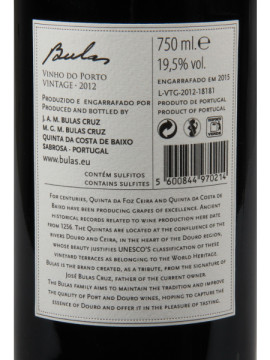 Bulas
VINHO DO PORTO
VINTAGE - 2012
PRODUZIDO E ENGARRAFADO POR
PRODUCED AND BOTTLED BY
J. A. M. BULAS CRUZ
M. G. M. BULAS CRUZ
QUINTA DA COSTA DE BAIXO
SABROSA - PORTUGAL
www.bulas.eu
CONTÉM SULFITOS
CONTAINS SULFITES
750 ml.e
19,5% vol.
ENGARRAFADO EM 2015
L-VTG-2012-18181
PRODUTO DE PORTUGAL
PRODUCT OF PORTUGAL
5 600844 970214
FOR CENTURIES, QUINTA DA FOZ CEIRA AND QUINTA DA COSTA DE
BAIXO HAVE BEEN PRODUCING GRAPES OF EXCELLENCE. ANCIENT
HISTORICAL RECORDS RELATED TO WINE PRODUCTION HERE DATE
FROM 1256. THE QUINTAS ARE LOCATED AT THE CONFLUENCE OF THE
RIVERS DOURO AND CEIRA, IN THE HEART OF THE DOURO REGION,
WHOSE BEAUTY JUSTIFIES UNESCO'S CLASSIFICATION OF THESE
VINEYARD TERRACES AS BELONGING TO THE WORLD HERITAGE.
BULAS IS THE BRAND CREATED, AS A TRIBUTE, FROM THE SIGNATURE OF
JOSÉ BULAS CRUZ, FATHER OF THE CURRENT OWNER.
THE BULAS FAMILY AIMS TO MAINTAIN THE TRADITION AND IMPROVE
THE QUALITY OF PORT AND DOURO WINES, HOPING TO CAPTURE THE
ESSENCE OF DOURO AND OFFER IT IN THE PLEASURE OF TASTING.